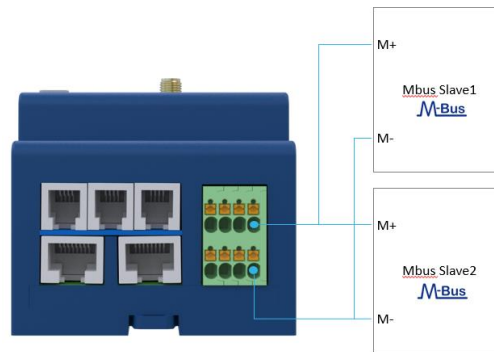 M+
Mbus Slave1
M-Bus
M-
M+
Mbus Slave2
M-Bus
M-